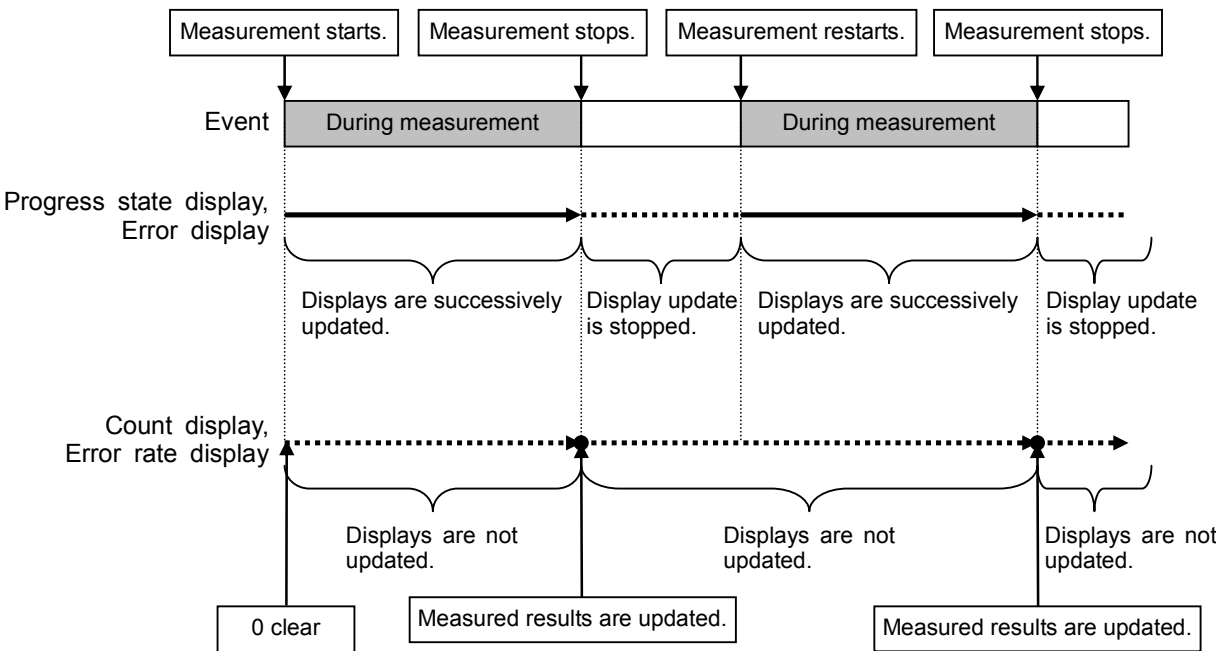 Measurement starts.
Measurement stops.
Measurement restarts.
Measurement stops.
Event
During measurement
During measurement
Progress state display,
Error display
Displays are successively
updated.
Display update
is stopped.
Displays are successively
updated.
Display update
is stopped.
Count display,
Error rate display
Displays are not
updated.
Displays are not
updated.
Displays are not
updated.
0 clear
Measured results are updated.
Measured results are updated.